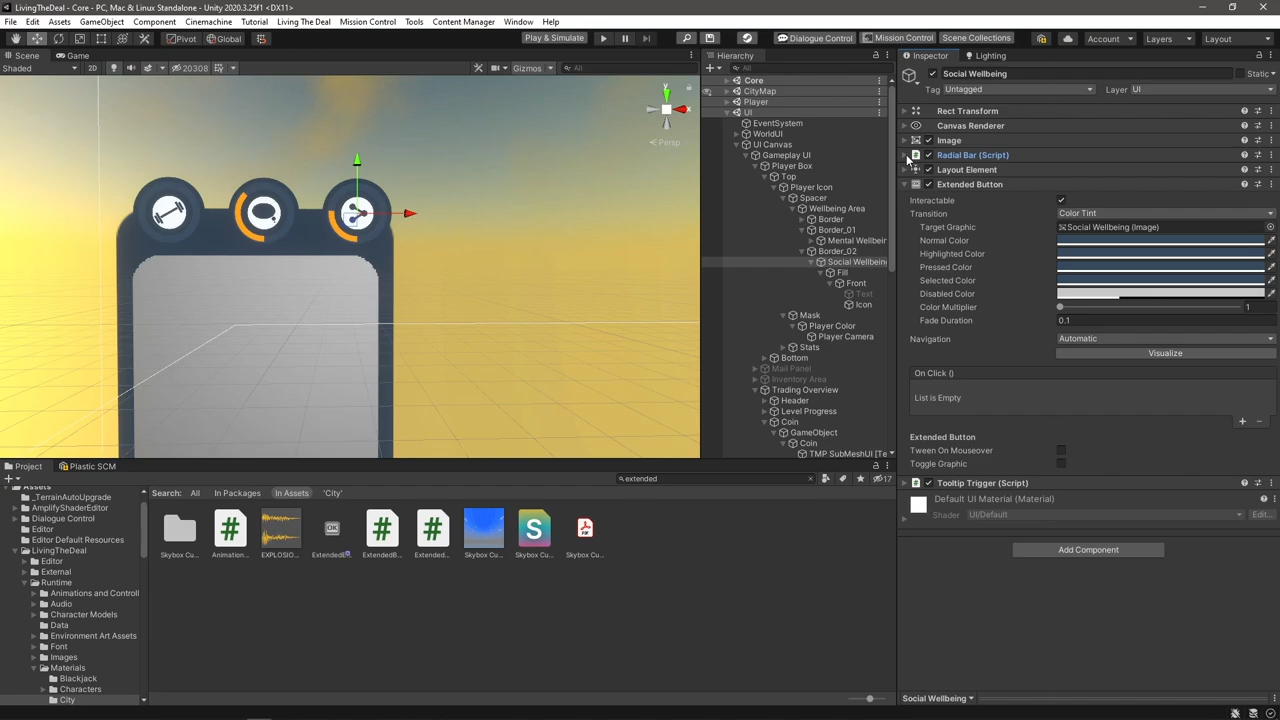 LivingTheDeal - Core - PC, Mac & Linux Standalone - Unity 2020.3.25f1 <DX11>
File Edit Assets GameObject Component Cinemachine Tutorial Living The Deal Mission Control Tools Content Manager Window Help
Pivot Global Play & Simulate Dialogue Control Mission Control Scene Collections Account Layers Layout
Scene Game
Shaded 2D 20308 Gizmos All
y
x
Persp
Hierarchy
All
Core
CityMap
Player
UI
EventSystem
WorldUI
UI Canvas
Gameplay UI
Player Box
Top
Player Icon
Spacer
Wellbeing Area
Border
Border_01
Mental Wellbein
Border_02
Social Wellbeing
Fill
Front
Text
Icon
Mask
Player Color
Player Camera
Stats
Bottom
Mail Panel
Inventory Area
Trading Overview
Header
Level Progress
Coin
GameObject
Coin
TMP SubMeshUI [Te
Inspector Lighting
Social Wellbeing Static
Tag Untagged Layer UI
Rect Transform
Canvas Renderer
Image
Radial Bar (Script)
Layout Element
Extended Button
Interactable
Transition Color Tint
Target Graphic Social Wellbeing (Image)
Normal Color
Highlighted Color
Pressed Color
Selected Color
Disabled Color
Color Multiplier 1
Fade Duration 0.1
Navigation Automatic
Visualize
On Click ()
List is Empty
Extended Button
Tween On Mouseover
Toggle Graphic
Tooltip Trigger (Script)
Default UI Material (Material)
Shader UI/Default Edit...
Add Component
Social Wellbeing
Project Plastic SCM
extended 17
Assets
_TerrainAutoUpgrade
AmplifyShaderEditor
Dialogue Control
Editor
Editor Default Resources
LivingTheDeal
Editor
External
Runtime
Animations and Controll
Audio
Character Models
Data
Environment Art Assets
Font
Images
Materials
Blackjack
Characters
City
Search: All In Packages In Assets 'City'
OK
Skybox Cu... Animation... EXPLOSIO... ExtendedB... ExtendedB... Extended... Skybox Cu... Skybox Cu... Skybox Cu...